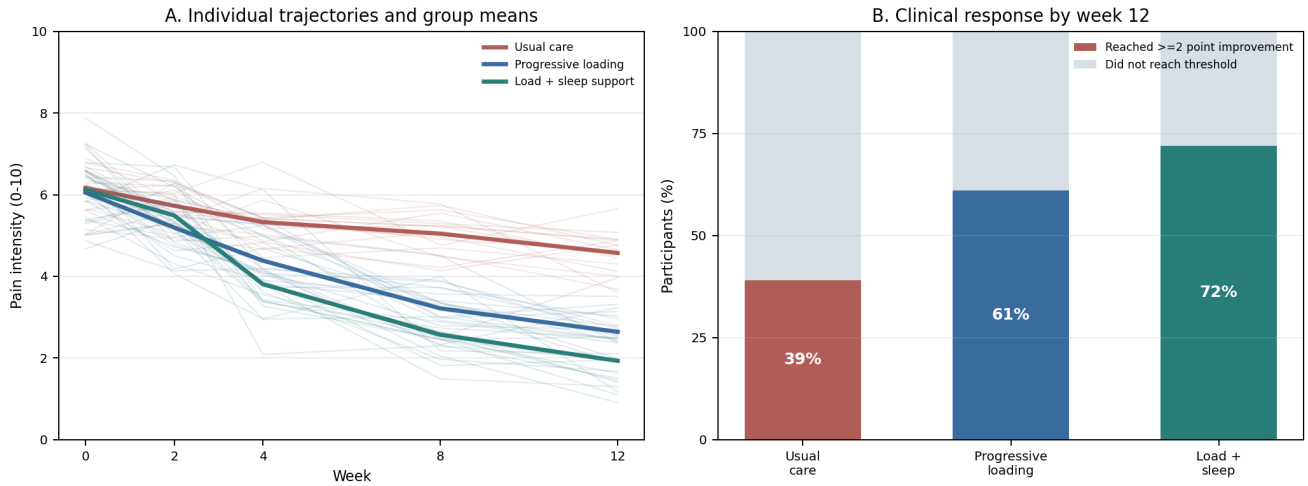 A. Individual trajectories and group means
Pain intensity (0-10)
10
8
6
4
2
0
Usual care
Progressive loading
Load + sleep support
0 2 4 8 12
Week
B. Clinical response by week 12
Participants (%)
100
75
50
25
0
Reached >=2 point improvement
Did not reach threshold
39%
61%
72%
Usual
care
Progressive
loading
Load +
sleep